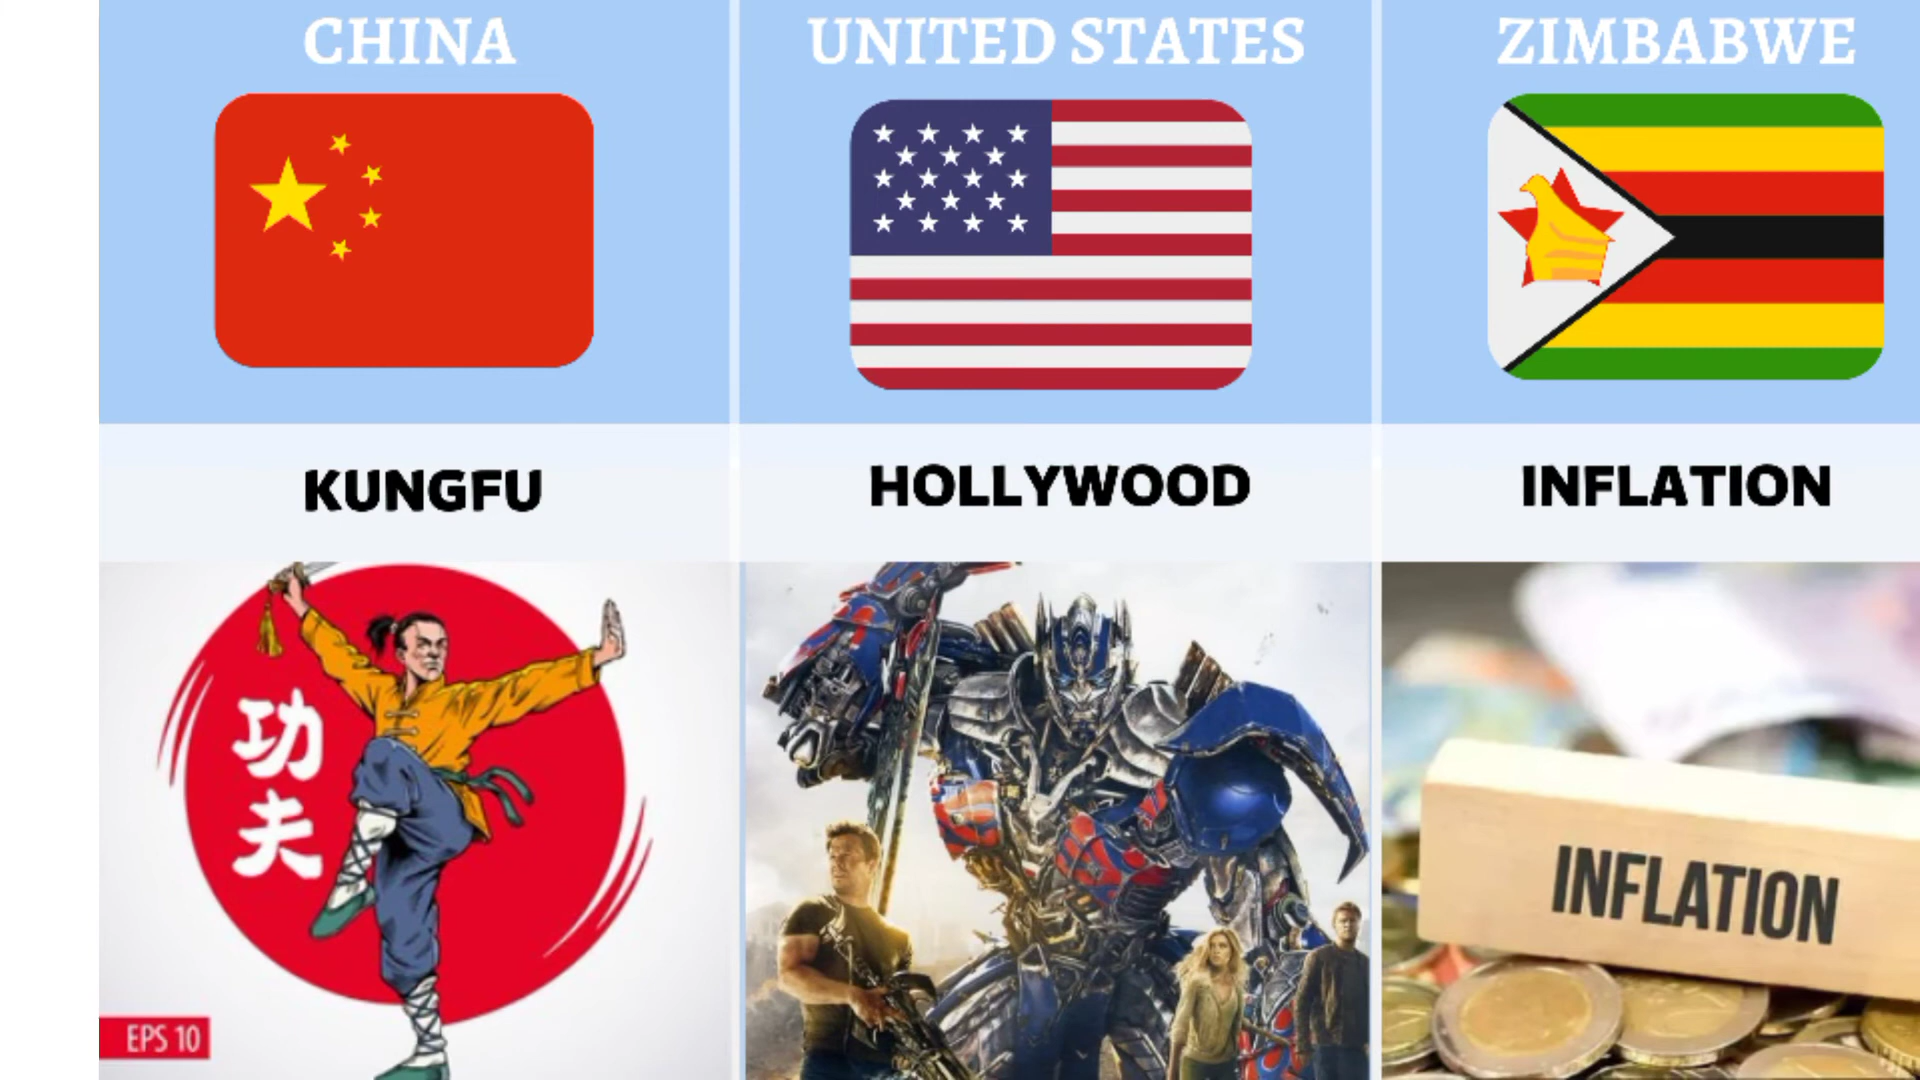 CHINA
UNITED STATES
ZIMBABWE
KUNGFU
HOLLYWOOD
INFLATION
功
夫
EPS 10
INFLATION